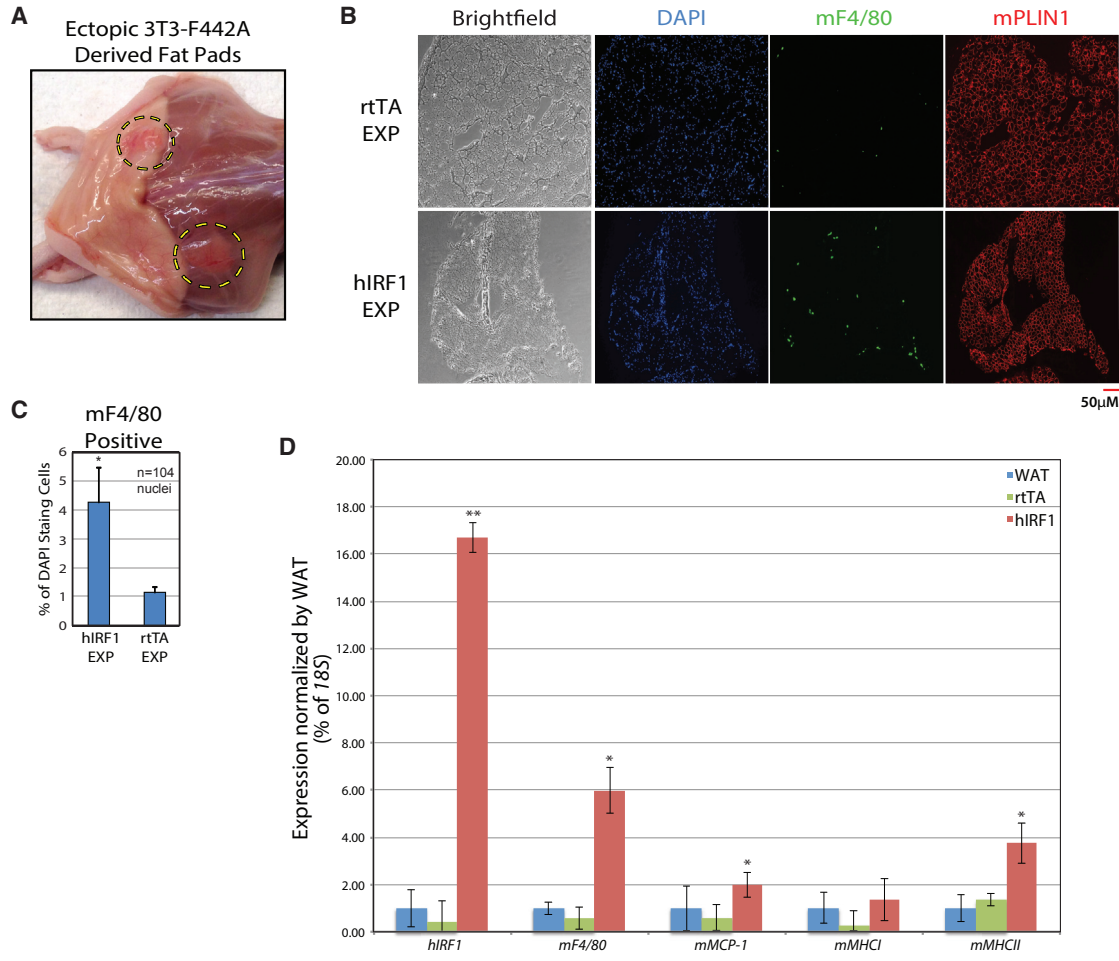 A
Ectopic 3T3-F442A
Derived Fat Pads
B
Brightfield
DAPI
mF4/80
mPLIN1
rtTA
EXP
hIRF1
EXP
50µM
C
mF4/80
Positive
% of DAPI Staing Cells
6
5
4
3
2
1
0
*
n=104
nuclei
hIRF1
EXP
rtTA
EXP
D
Expression normalized by WAT
(% of 18S)
20.00
18.00
16.00
14.00
12.00
10.00
8.00
6.00
4.00
2.00
0.00
WAT
rtTA
hIRF1
**
*
*
*
hIRF1
mF4/80
mMCP-1
mMHCI
mMHCII